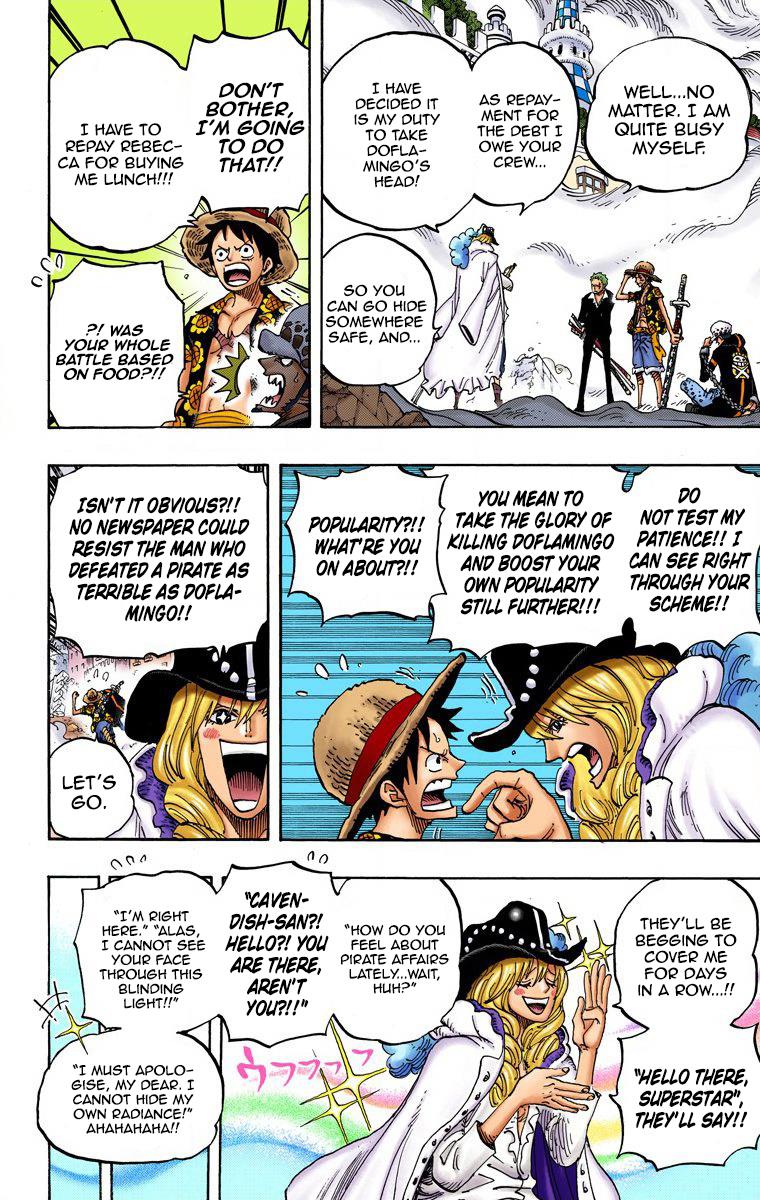 WELL...NO
MATTER. I AM
QUITE BUSY
MYSELF.
AS REPAY-
MENT FOR
THE DEBT I
OWE YOUR
CREW...
I HAVE
DECIDED IT
IS MY DUTY
TO TAKE
DOFLA-
MINGO'S
HEAD!
SO YOU
CAN GO HIDE
SOMEWHERE
SAFE, AND...
DON'T
BOTHER,
I'M GOING
TO DO
THAT!!
I HAVE TO
REPAY REBEC-
CA FOR BUYING
ME LUNCH!!!
?! WAS
YOUR WHOLE
BATTLE BASED
ON FOOD?!!
DO
NOT TEST MY
PATIENCE!! I
CAN SEE RIGHT
THROUGH YOUR
SCHEME!!
YOU MEAN TO
TAKE THE GLORY OF
KILLING DOFLAMINGO
AND BOOST YOUR
OWN POPULARITY
STILL FURTHER!!!
POPULARITY?!!
WHAT'RE YOU
ON ABOUT?!!
ISN'T IT OBVIOUS?!!
NO NEWSPAPER COULD
RESIST THE MAN WHO
DEFEATED A PIRATE AS
TERRIBLE AS DOFLA-
MINGO!!
LET'S
GO.
THEY'LL BE
BEGGING TO
COVER ME
FOR DAYS
IN A ROW...!!
"HELLO THERE,
SUPERSTAR",
THEY'LL SAY!!
"HOW DO YOU
FEEL ABOUT
PIRATE AFFAIRS
LATELY...WAIT,
HUH?"
"CAVEN-
DISH-SAN?!
HELLO?! YOU
ARE THERE,
AREN'T
YOU?!!"
"I'M RIGHT
HERE." "ALAS,
I CANNOT SEE
YOUR FACE
THROUGH THIS
BLINDING
LIGHT!!"
"I MUST APOLO-
GISE, MY DEAR. I
CANNOT HIDE MY
OWN RADIANCE!"
AHAHAHAHA!!
ウフフフッ